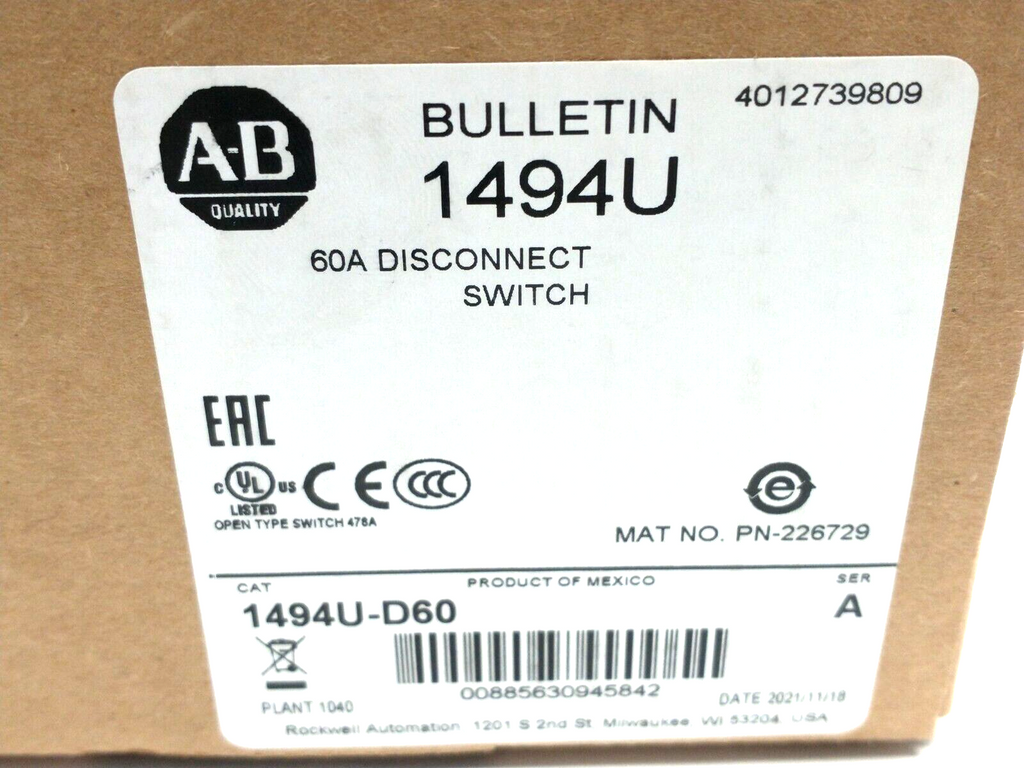 A-B
QUALITY
BULLETIN
1494U
4012739809
60A DISCONNECT
SWITCH
EAC
C UL US
LISTED
CE
CCC
e
OPEN TYPE SWITCH 478A
MAT NO. PN-226729
CAT
PRODUCT OF MEXICO
SER
1494U-D60
A
00885630945842
PLANT 1040
DATE 2021/11/18
Rockwell Automation 1201 S 2nd St Milwaukee WI 53204, USA